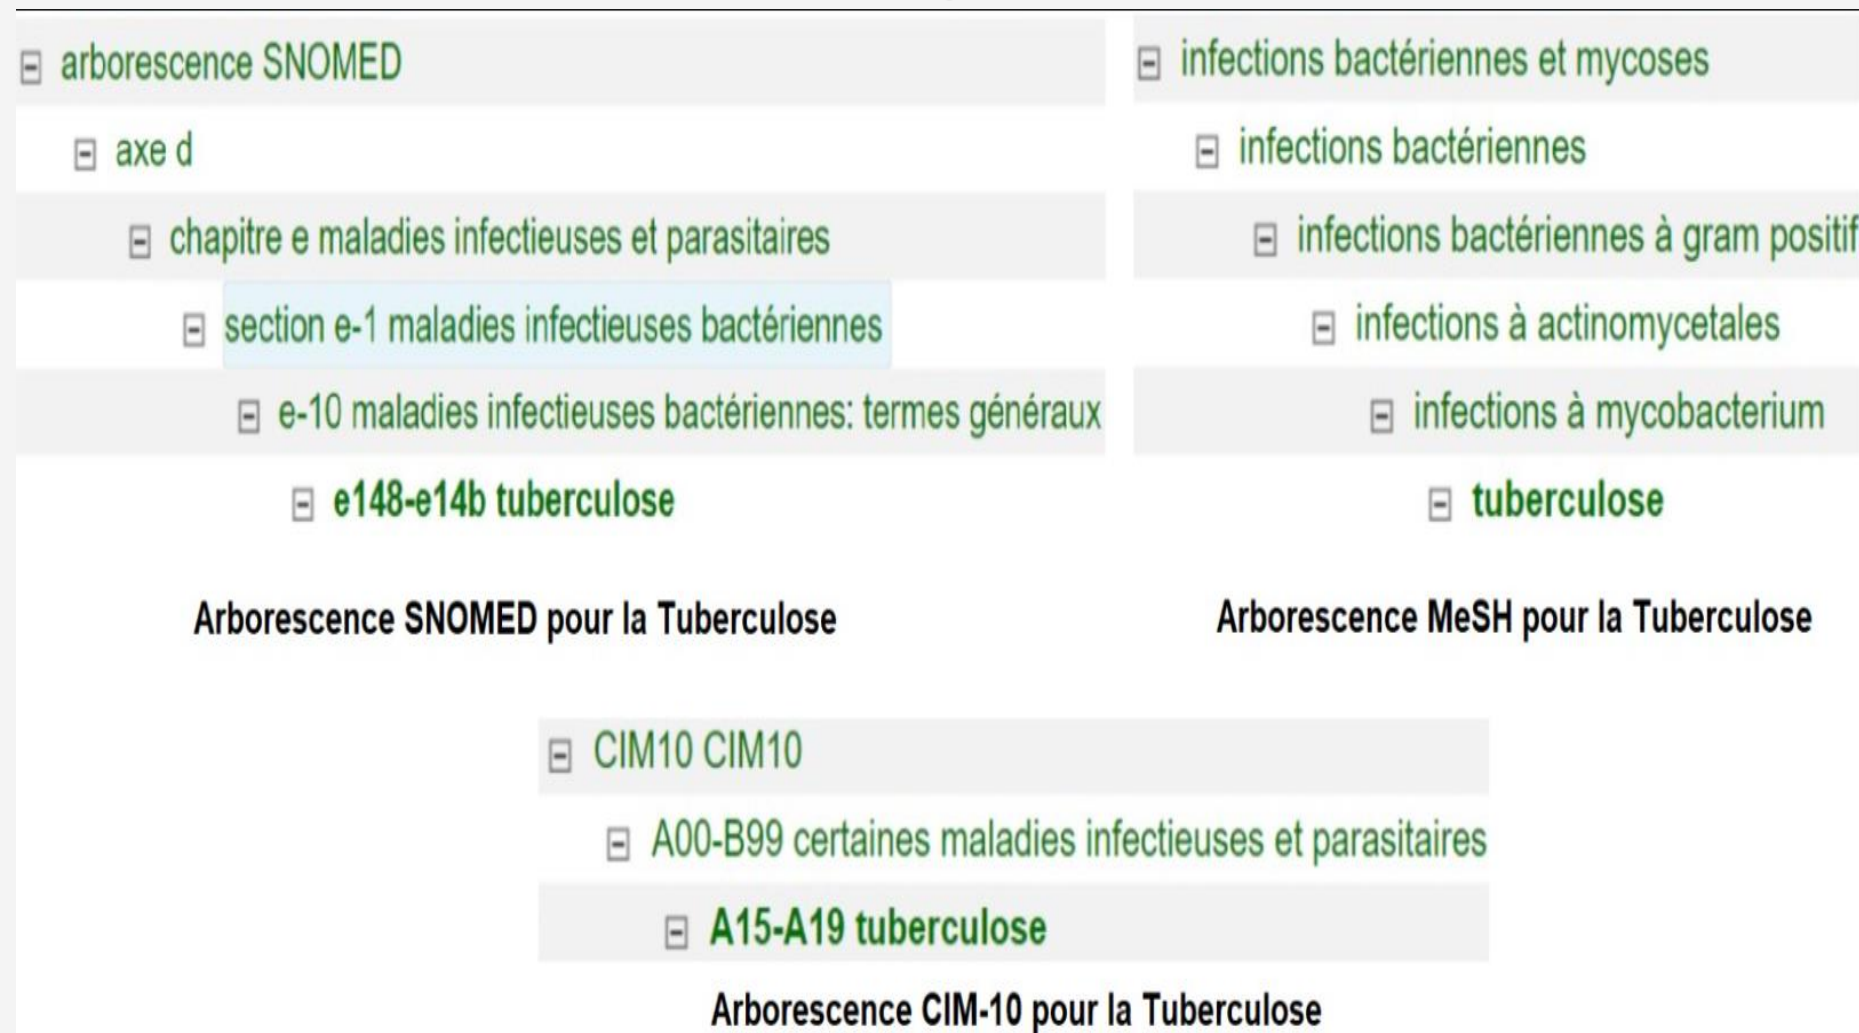 arborescence SNOMED
axe d
chapitre e maladies infectieuses et parasitaires
section e-1 maladies infectieuses bactériennes
e-10 maladies infectieuses bactériennes: termes généraux
e148-e14b tuberculose
Arborescence SNOMED pour la Tuberculose
infections bactériennes et mycoses
infections bactériennes
infections bactériennes à gram positif
infections à actinomycetales
infections à mycobacterium
tuberculose
Arborescence MeSH pour la Tuberculose
CIM10 CIM10
A00-B99 certaines maladies infectieuses et parasitaires
A15-A19 tuberculose
Arborescence CIM-10 pour la Tuberculose